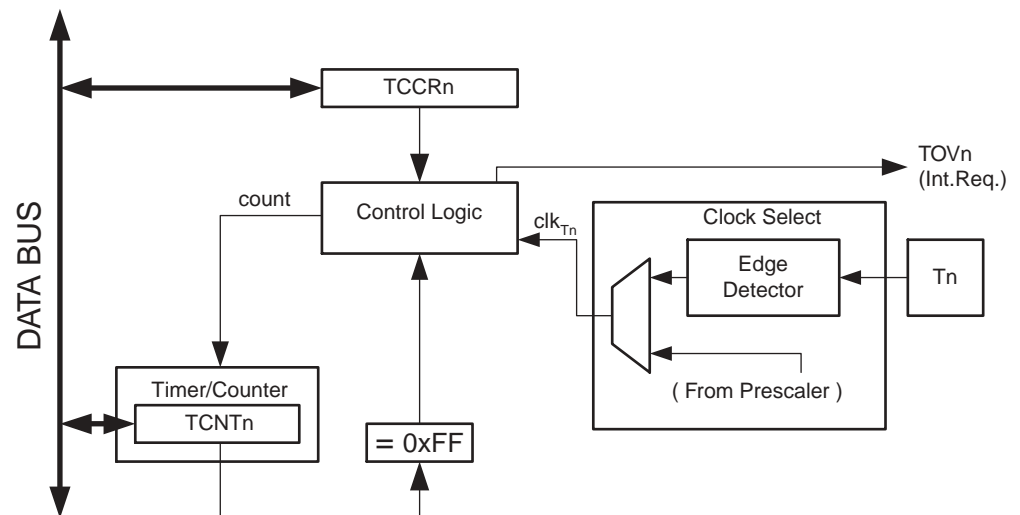 TCCRn
TOVn
(Int.Req.)
count
Control Logic
clkTn
Clock Select
Edge
Detector
Tn
DATA BUS
Timer/Counter
TCNTn
( From Prescaler )
= 0xFF